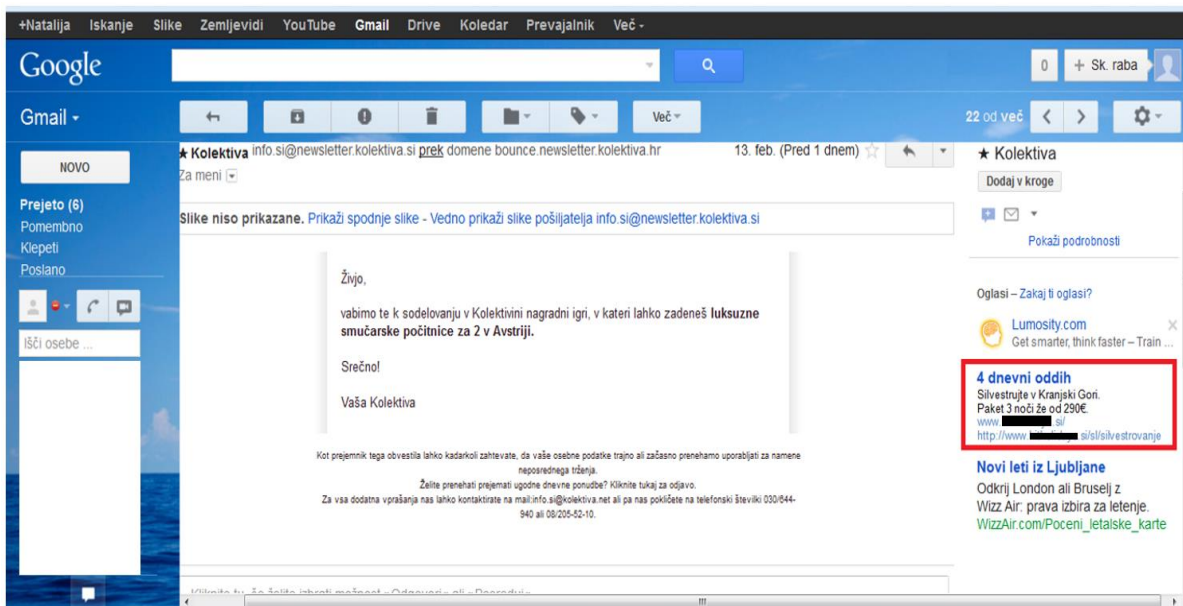 +Natalija Iskanje Slike Zemljevidi YouTube Gmail Drive Koledar Prevajalnik Več
Google
0 + Sk. raba
Gmail
Več
22 od več
NOVO
Prejeto (6)
Pomembno
Klepeti
Poslano
Išči osebe ...
★ Kolektiva info.si@newsletter.kolektiva.si prek domene bounce.newsletter.kolektiva.hr 13. feb. (Pred 1 dnem)
Za meni
Slike niso prikazane. Prikaži spodnje slike - Vedno prikaži slike pošiljatelja info.si@newsletter.kolektiva.si
Živjo,
vabimo te k sodelovanju v Kolektivini nagradni igri, v kateri lahko zadeneš luksuzne
smučarske počitnice za 2 v Avstriji.
Srečno!
Vaša Kolektiva
Kot prejemnik tega obvestila lahko kadarkoli zahtevate, da vaše osebne podatke trajno ali začasno prenehamo uporabljati za namene
neposrednega trženja.
Želite prenehati prejemati ugodne dnevne ponudbe? Kliknite tukaj za odjavo.
Za vsa dodatna vprašanja nas lahko kontaktirate na mail:info.si@kolektiva.net ali pa nas pokličete na telefonski številki 030/644-
940 ali 08/205-52-10.
★ Kolektiva
Dodaj v kroge
Pokaži podrobnosti
Oglasi – Zakaj ti oglasi?
Lumosity.com
Get smarter, think faster – Train ...
4 dnevni oddih
Silvestrujte v Kranjski Gori.
Paket 3 noči že od 290€.
www. .si/
http://www. si/sl/silvestrovanje
Novi leti iz Ljubljane
Odkrij London ali Bruselj z
Wizz Air: prava izbira za letenje.
WizzAir.com/Poceni_letalske_karte